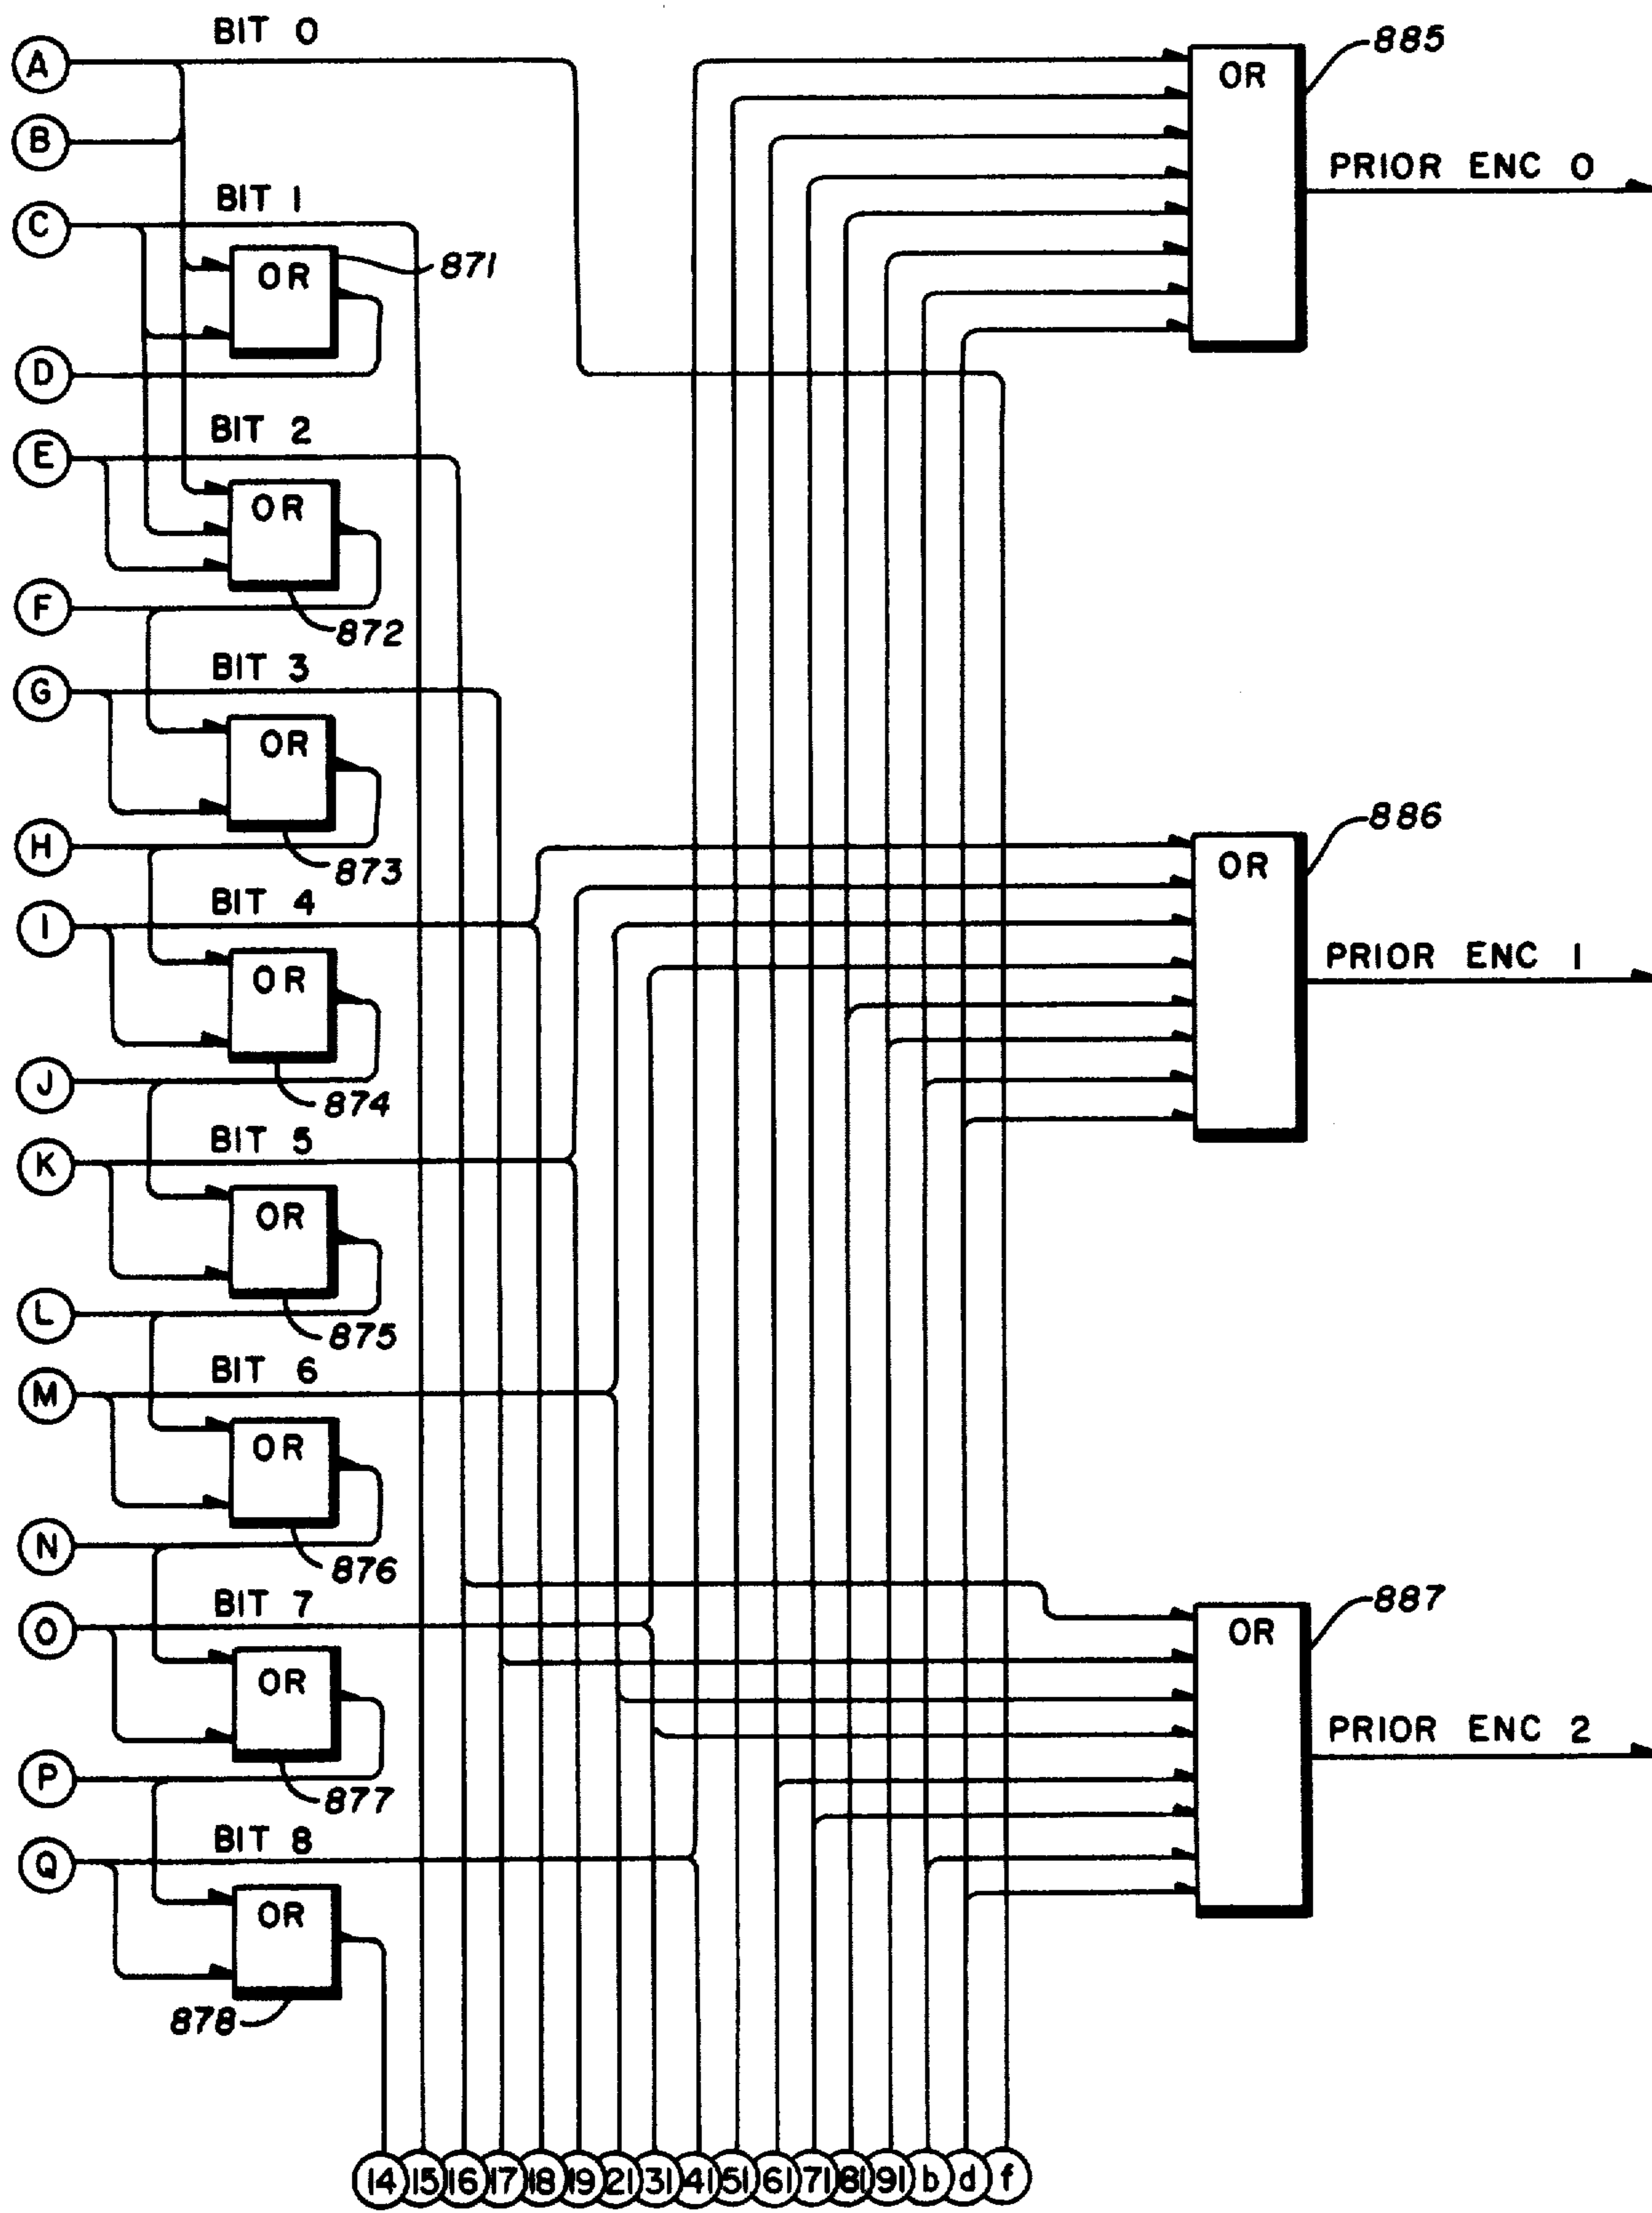 A
BIT 0
B
C
BIT 1
OR
871
D
E
BIT 2
OR
872
F
G
BIT 3
OR
873
H
I
BIT 4
OR
874
J
K
BIT 5
OR
875
L
M
BIT 6
OR
876
N
O
BIT 7
OR
877
P
Q
BIT 8
OR
878
OR
885
PRIOR ENC 0
OR
886
PRIOR ENC 1
OR
887
PRIOR ENC 2
14 15 16 17 18 19 21 31 41 51 61 71 81 91 b d f